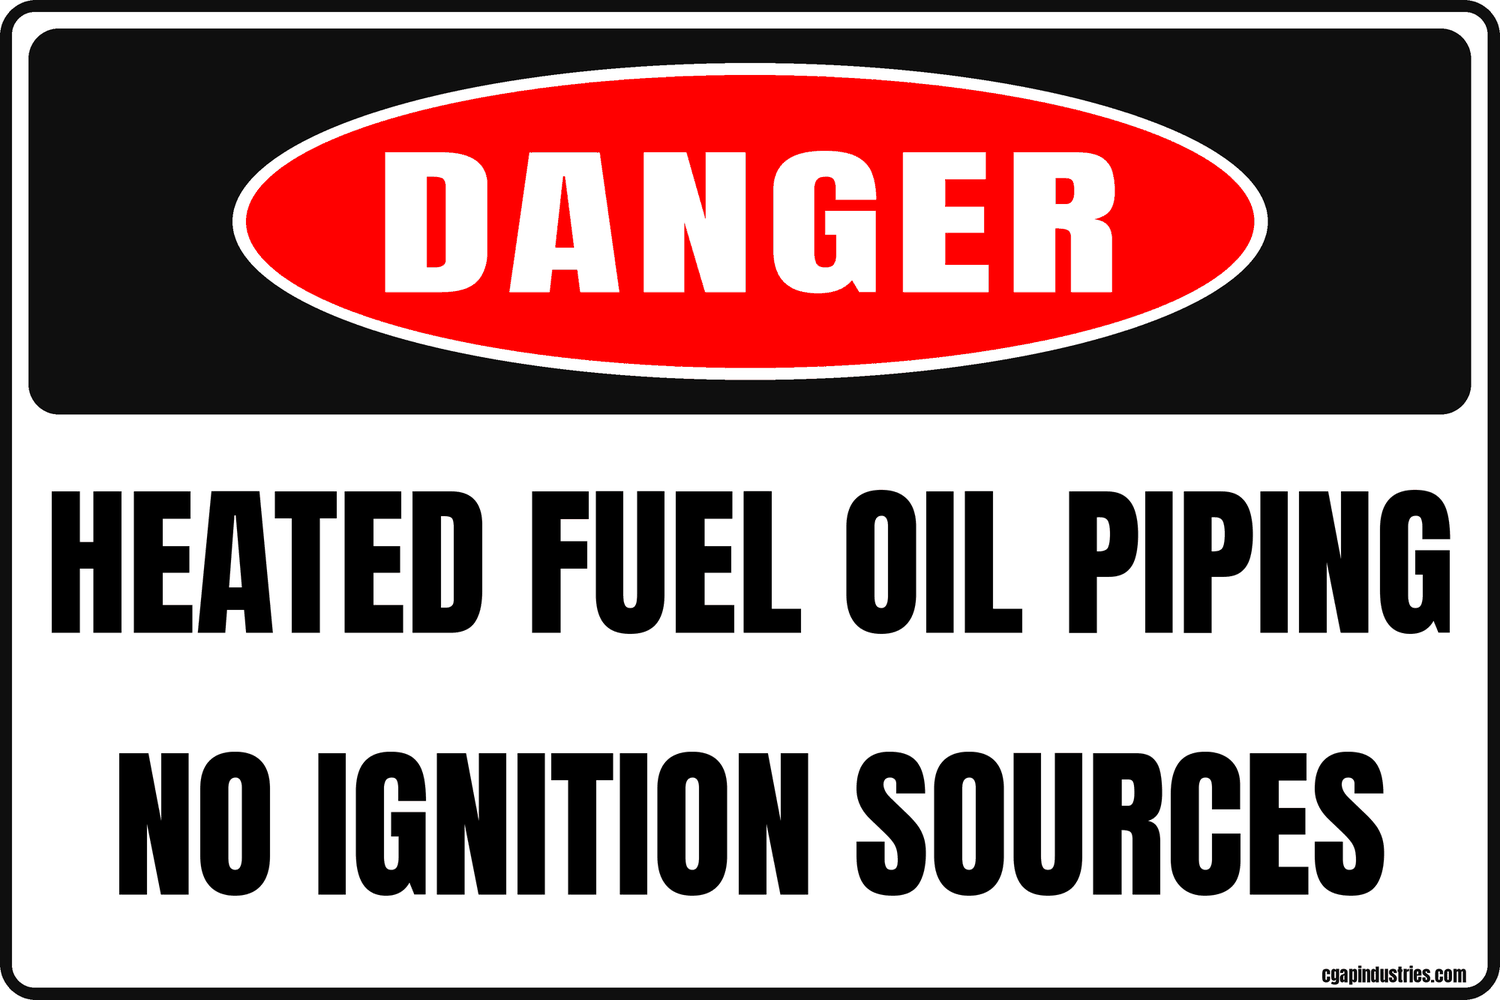 DANGER
HEATED FUEL OIL PIPING
NO IGNITION SOURCES
cgapindustries.com